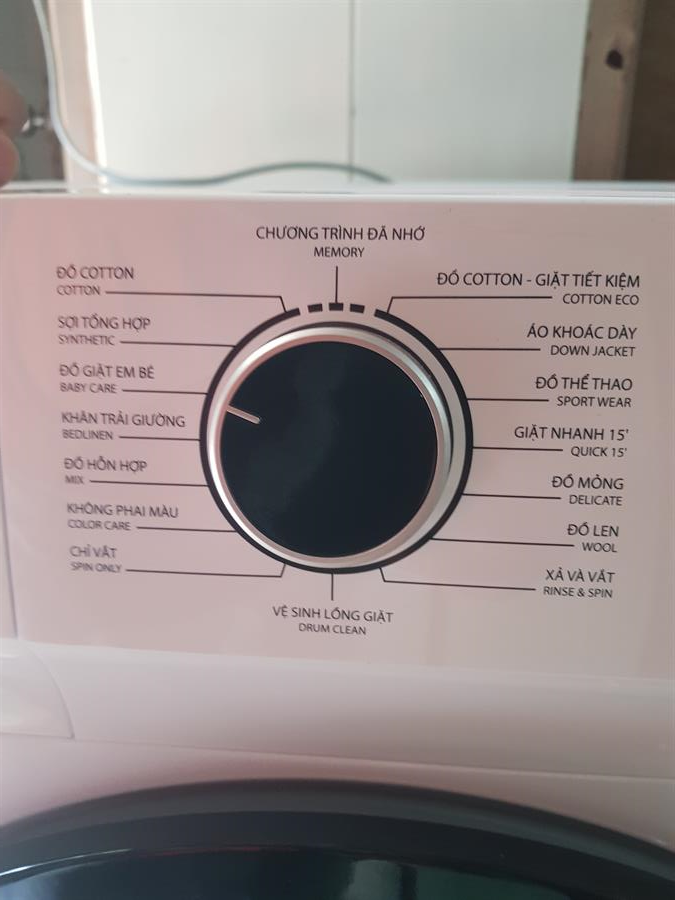 CHƯƠNG TRÌNH ĐÃ NHỚ
MEMORY
ĐỒ COTTON
COTTON
SỢI TỔNG HỢP
SYNTHETIC
ĐỒ GIẶT EM BÉ
BABY CARE
KHĂN TRẢI GIƯỜNG
BEDLINEN
ĐỒ HỖN HỢP
MIX
KHÔNG PHAI MÀU
COLOR CARE
CHỈ VẮT
SPIN ONLY
ĐỒ COTTON - GIẶT TIẾT KIỆM
COTTON ECO
ÁO KHOÁC DÀY
DOWN JACKET
ĐỒ THỂ THAO
SPORT WEAR
GIẶT NHANH 15'
QUICK 15'
ĐỒ MỎNG
DELICATE
ĐỒ LEN
WOOL
XẢ VÀ VẮT
RINSE & SPIN
VỆ SINH LỒNG GIẶT
DRUM CLEAN